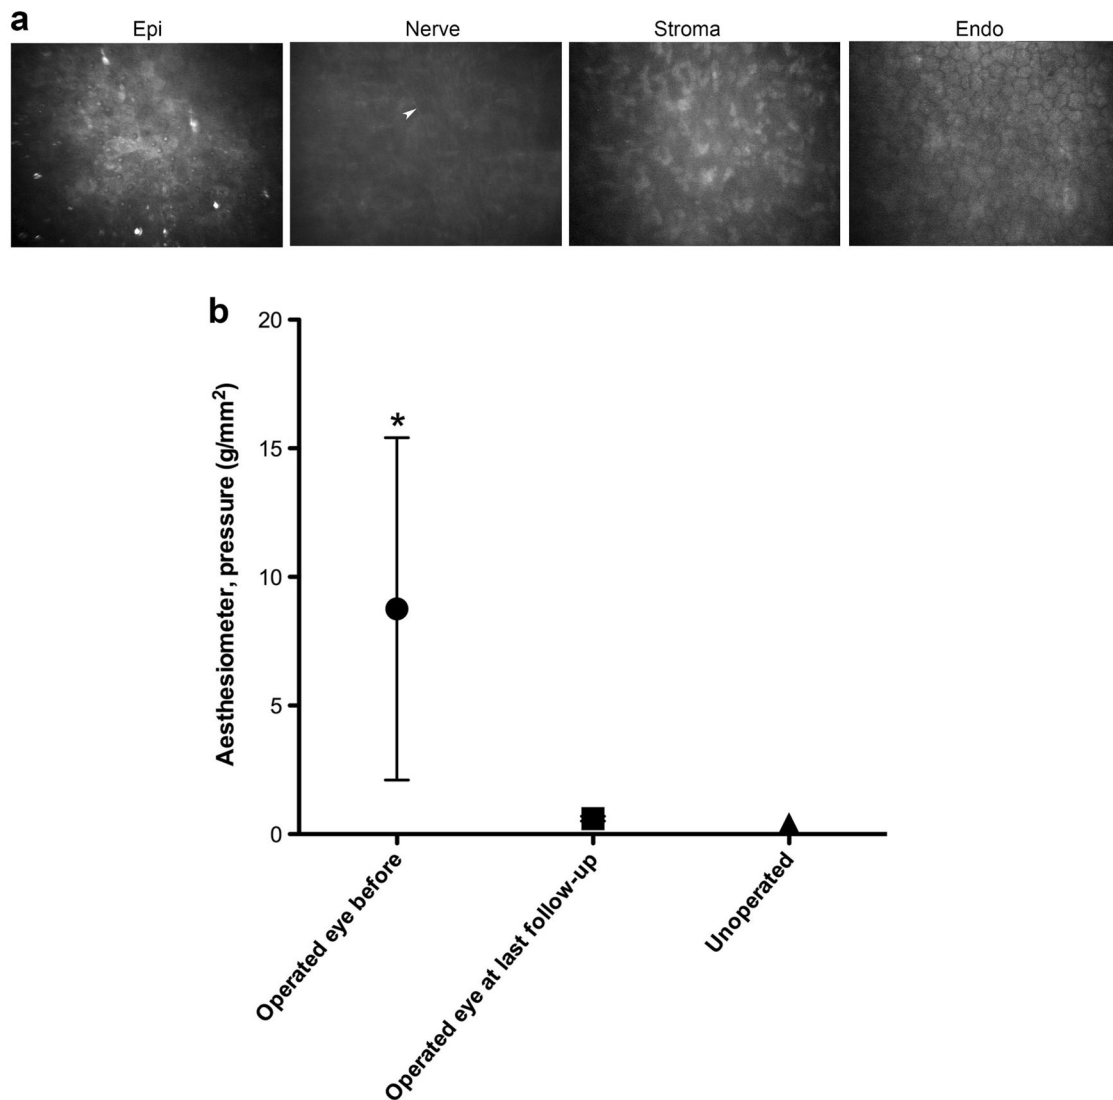 a
Epi
Nerve
Stroma
Endo
b
20
15
10
5
0
*
Aesthesiometer, pressure (g/mm²)
Operated eye before
Operated eye at last follow-up
Unoperated